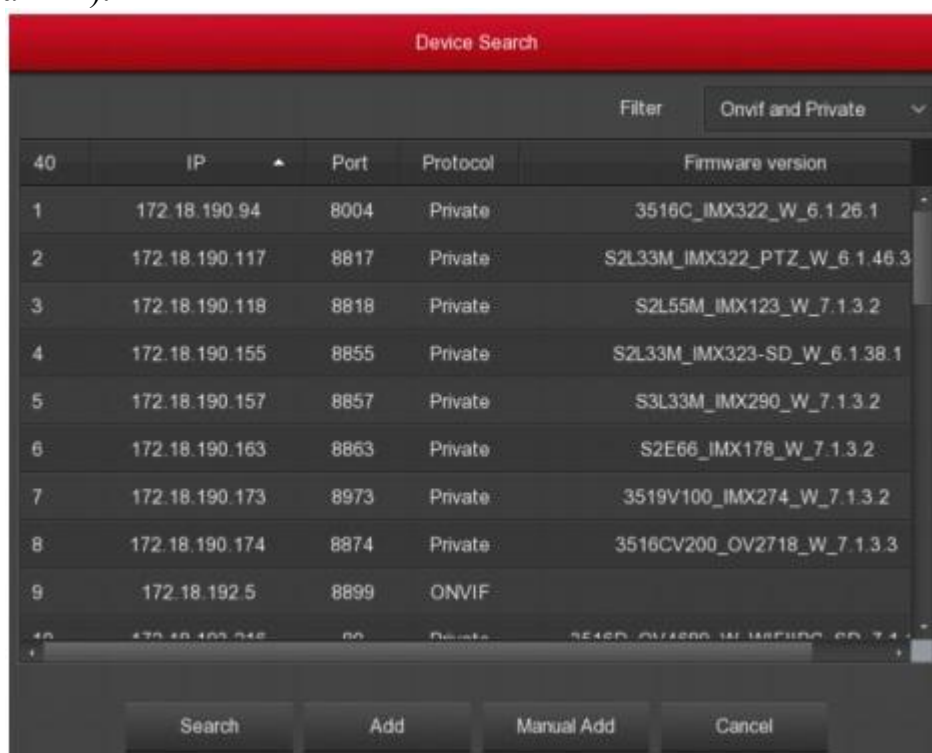 Device Search
Filter Onvif and Private
40 IP Port Protocol Firmware version
1 172.18.190.94 8004 Private 3516C_IMX322_W_6.1.26.1
2 172.18.190.117 8817 Private S2L33M_IMX322_PTZ_W_6.1.46.3
3 172.18.190.118 8818 Private S2L55M_IMX123_W_7.1.3.2
4 172.18.190.155 8855 Private S2L33M_IMX323-SD_W_6.1.38.1
5 172.18.190.157 8857 Private S3L33M_IMX290_W_7.1.3.2
6 172.18.190.163 8863 Private S2E66_IMX178_W_7.1.3.2
7 172.18.190.173 8973 Private 3519V100_IMX274_W_7.1.3.2
8 172.18.190.174 8874 Private 3516CV200_OV2718_W_7.1.3.3
9 172.18.192.5 8899 ONVIF
10 Private
Search Add Manual Add Cancel